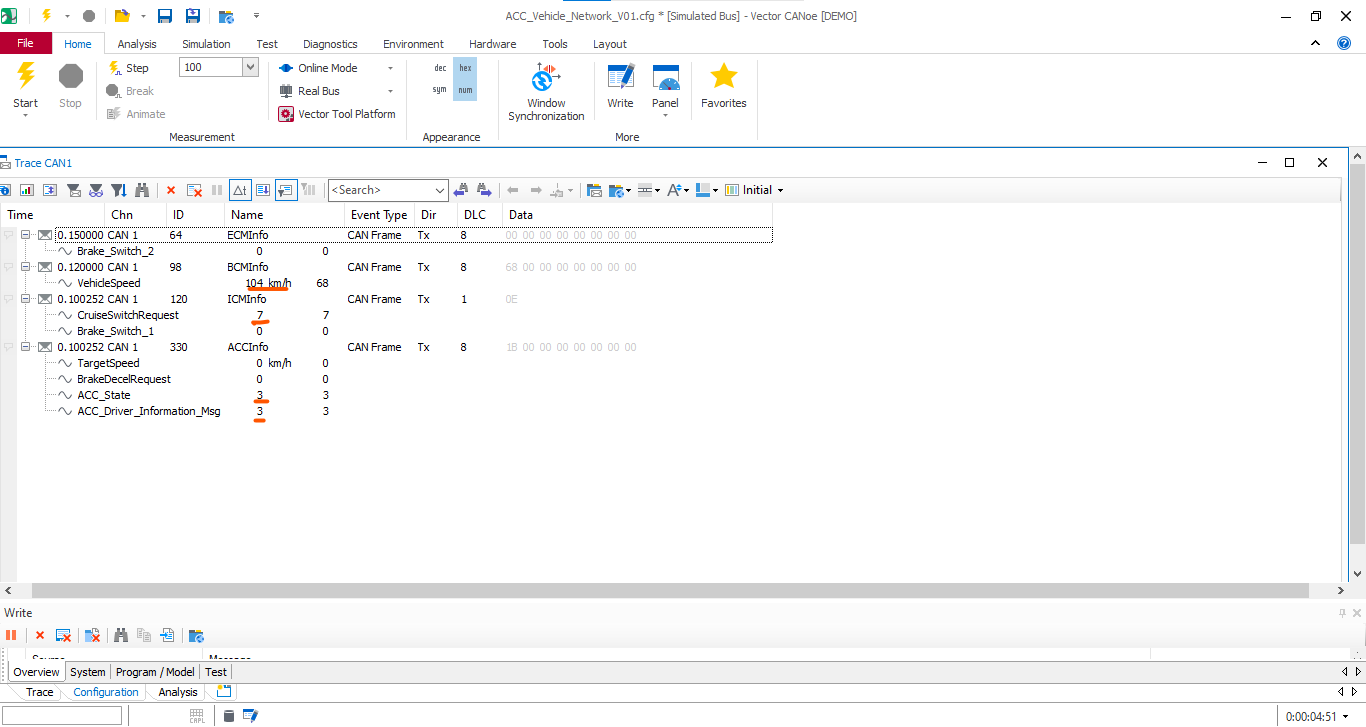 ACC_Vehicle_Network_V01.cfg * [Simulated Bus] - Vector CANoe [DEMO]
File Home Analysis Simulation Test Diagnostics Environment Hardware Tools Layout
Start Stop
Step 100
Break
Animate
Measurement
Online Mode
Real Bus
Vector Tool Platform
dec hex
sym num
Appearance
Window
Synchronization
Write Panel
More
Favorites
Trace CAN1
Δt <Search> Initial
Time Chn ID Name Event Type Dir DLC Data
0.150000 CAN 1 64 ECMInfo CAN Frame Tx 8 00 00 00 00 00 00 00 00
Brake_Switch_2 0 0
0.120000 CAN 1 98 BCMInfo CAN Frame Tx 8 68 00 00 00 00 00 00 00
VehicleSpeed 104 km/h 68
0.100252 CAN 1 120 ICMInfo CAN Frame Tx 1 0E
CruiseSwitchRequest 7 7
Brake_Switch_1 0 0
0.100252 CAN 1 330 ACCInfo CAN Frame Tx 8 1B 00 00 00 00 00 00 00
TargetSpeed 0 km/h 0
BrakeDecelRequest 0 0
ACC_State 3 3
ACC_Driver_Information_Msg 3 3
Write
Source Message
Overview System Program / Model Test
Trace Configuration Analysis
CAPL 0:00:04:51